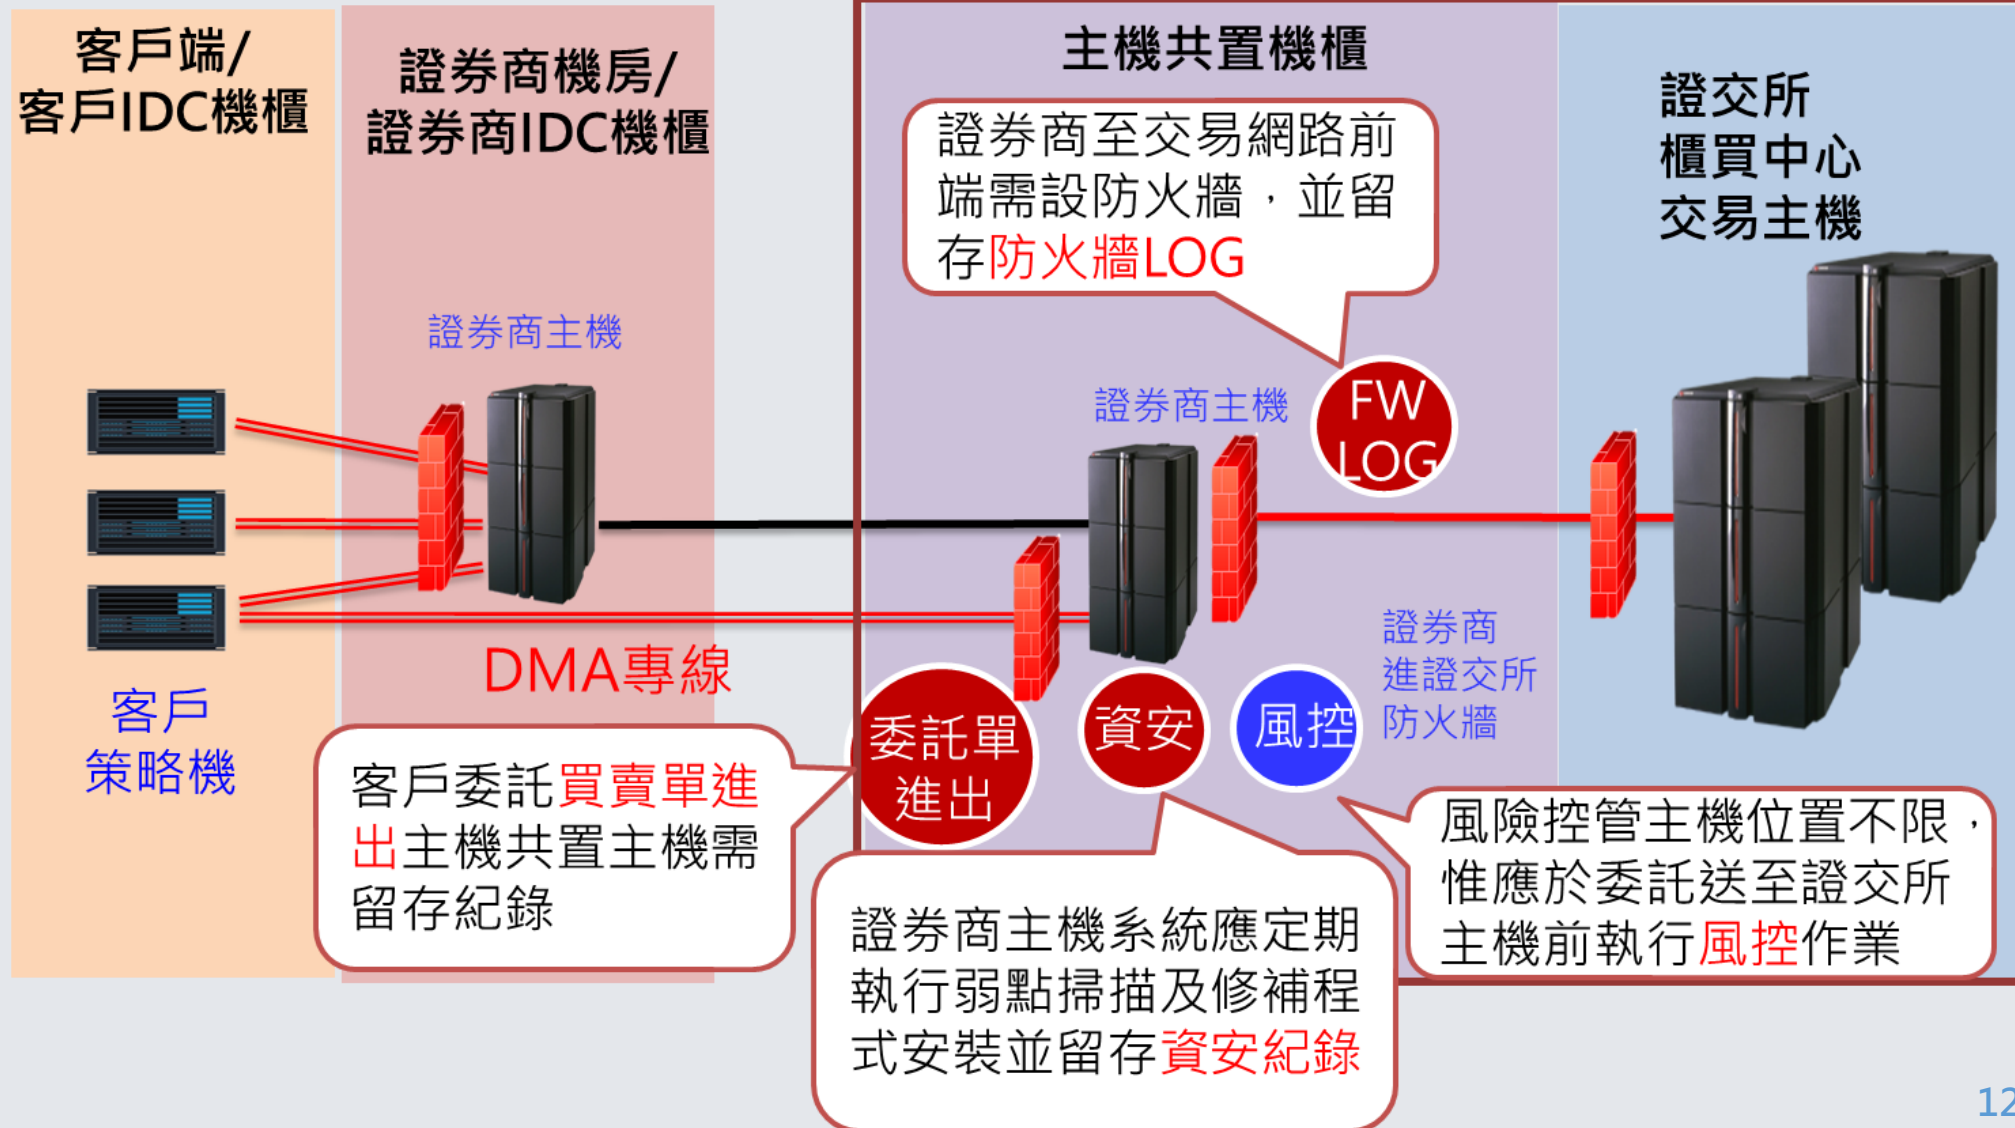 客戶端/
客戶IDC機櫃
證券商機房/
證券商IDC機櫃
主機共置機櫃
證交所
櫃買中心
交易主機
證券商至交易網路前
端需設防火牆，並留
存防火牆LOG
證券商主機
證券商主機
FW
LOG
證券商
進證交所
防火牆
DMA專線
客戶
策略機
委託單
進出
資安
風控
客戶委託買賣單進
出主機共置主機需
留存紀錄
證券商主機系統應定期
執行弱點掃描及修補程
式安裝並留存資安紀錄
風險控管主機位置不限，
惟應於委託送至證交所
主機前執行風控作業
12